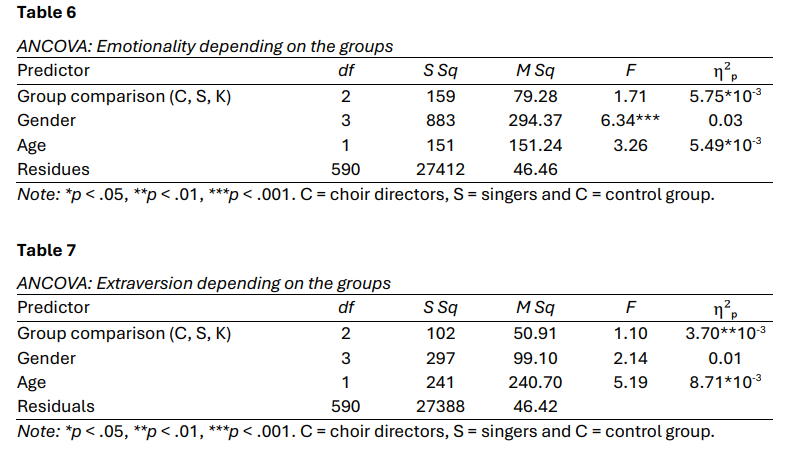 Table 6
ANCOVA: Emotionality depending on the groups
Predictor df S Sq M Sq F η²ₚ
Group comparison (C, S, K) 2 159 79.28 1.71 5.75*10⁻³
Gender 3 883 294.37 6.34*** 0.03
Age 1 151 151.24 3.26 5.49*10⁻³
Residues 590 27412 46.46
Note: *p < .05, **p < .01, ***p < .001. C = choir directors, S = singers and C = control group.
Table 7
ANCOVA: Extraversion depending on the groups
Predictor df S Sq M Sq F η²ₚ
Group comparison (C, S, K) 2 102 50.91 1.10 3.70**10⁻³
Gender 3 297 99.10 2.14 0.01
Age 1 241 240.70 5.19 8.71*10⁻³
Residuals 590 27388 46.42
Note: *p < .05, **p < .01, ***p < .001. C = choir directors, S = singers and C = control group.